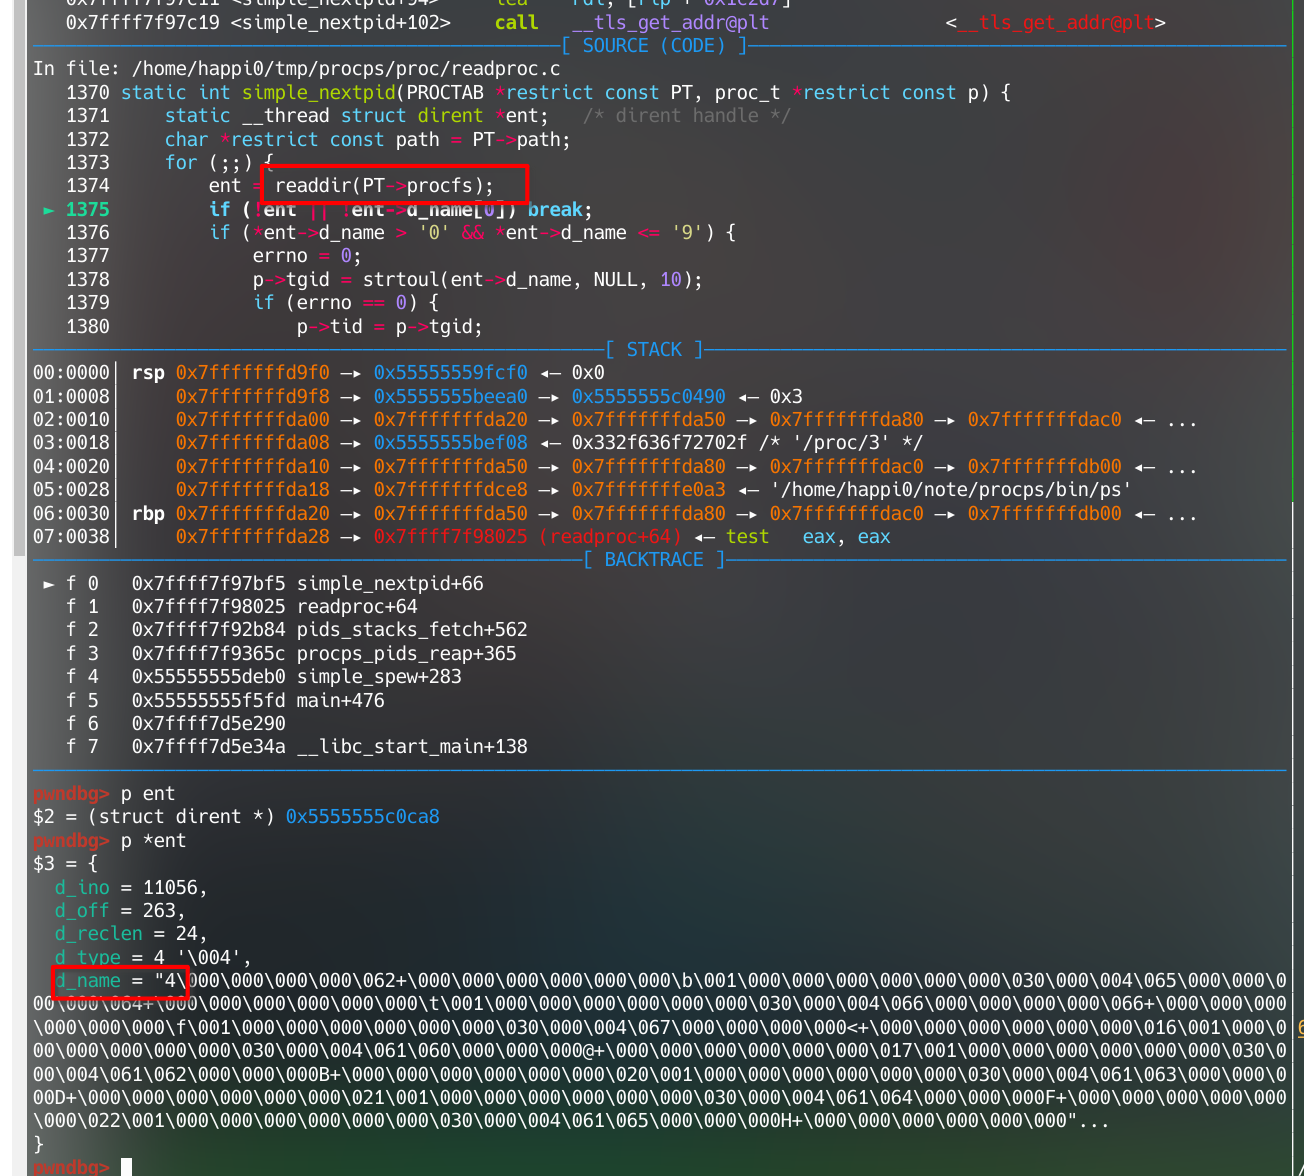 0x7ffff7f97c11 <simple_nextpid+94>     lea    rdi, [rip + 0x1c2d7]
0x7ffff7f97c19 <simple_nextpid+102>    call   __tls_get_addr@plt                <__tls_get_addr@plt>
[ SOURCE (CODE) ]
In file: /home/happi0/tmp/procps/proc/readproc.c
1370 static int simple_nextpid(PROCTAB *restrict const PT, proc_t *restrict const p) {
1371     static __thread struct dirent *ent;   /* dirent handle */
1372     char *restrict const path = PT->path;
1373     for (;;) {
1374         ent = readdir(PT->procfs);
► 1375         if (!ent || !ent->d_name[0]) break;
1376         if (*ent->d_name > '0' && *ent->d_name <= '9') {
1377             errno = 0;
1378             p->tgid = strtoul(ent->d_name, NULL, 10);
1379             if (errno == 0) {
1380                 p->tid = p->tgid;
[ STACK ]
00:0000│ rsp 0x7fffffffd9f0 —▸ 0x55555559fcf0 ◂— 0x0
01:0008│     0x7fffffffd9f8 —▸ 0x5555555beea0 —▸ 0x5555555c0490 ◂— 0x3
02:0010│     0x7fffffffda00 —▸ 0x7fffffffda20 —▸ 0x7fffffffda50 —▸ 0x7fffffffda80 —▸ 0x7fffffffdac0 ◂— ...
03:0018│     0x7fffffffda08 —▸ 0x5555555bef08 ◂— 0x332f636f72702f /* '/proc/3' */
04:0020│     0x7fffffffda10 —▸ 0x7fffffffda50 —▸ 0x7fffffffda80 —▸ 0x7fffffffdac0 —▸ 0x7fffffffdb00 ◂— ...
05:0028│     0x7fffffffda18 —▸ 0x7fffffffdce8 —▸ 0x7fffffffe0a3 ◂— '/home/happi0/note/procps/bin/ps'
06:0030│ rbp 0x7fffffffda20 —▸ 0x7fffffffda50 —▸ 0x7fffffffda80 —▸ 0x7fffffffdac0 —▸ 0x7fffffffdb00 ◂— ...
07:0038│     0x7fffffffda28 —▸ 0x7ffff7f98025 (readproc+64) ◂— test   eax, eax
[ BACKTRACE ]
► f 0   0x7ffff7f97bf5 simple_nextpid+66
f 1   0x7ffff7f98025 readproc+64
f 2   0x7ffff7f92b84 pids_stacks_fetch+562
f 3   0x7ffff7f9365c procps_pids_reap+365
f 4   0x55555555deb0 simple_spew+283
f 5   0x55555555f5fd main+476
f 6   0x7ffff7d5e290
f 7   0x7ffff7d5e34a __libc_start_main+138
pwndbg> p ent
$2 = (struct dirent *) 0x5555555c0ca8
pwndbg> p *ent
$3 = {
d_ino = 11056,
d_off = 263,
d_reclen = 24,
d_type = 4 '\004',
d_name = "4\000\000\000\000\062+\000\000\000\000\000\000\b\001\000\000\000\000\000\000\030\000\004\065\000\000\0
00\000\064+\000\000\000\000\000\000\t\001\000\000\000\000\000\000\030\000\004\066\000\000\000\000\066+\000\000\000
\000\000\000\f\001\000\000\000\000\000\000\030\000\004\067\000\000\000\000<+\000\000\000\000\000\000\016\001\000\0
00\000\000\000\000\030\000\004\061\060\000\000\000@+\000\000\000\000\000\000\017\001\000\000\000\000\000\000\030\0
00\004\061\062\000\000\000B+\000\000\000\000\000\000\020\001\000\000\000\000\000\000\030\000\004\061\063\000\000\0
00D+\000\000\000\000\000\000\021\001\000\000\000\000\000\000\030\000\004\061\064\000\000\000F+\000\000\000\000\000
\000\022\001\000\000\000\000\000\000\030\000\004\061\065\000\000\000H+\000\000\000\000\000\000"...
}
pwndbg>